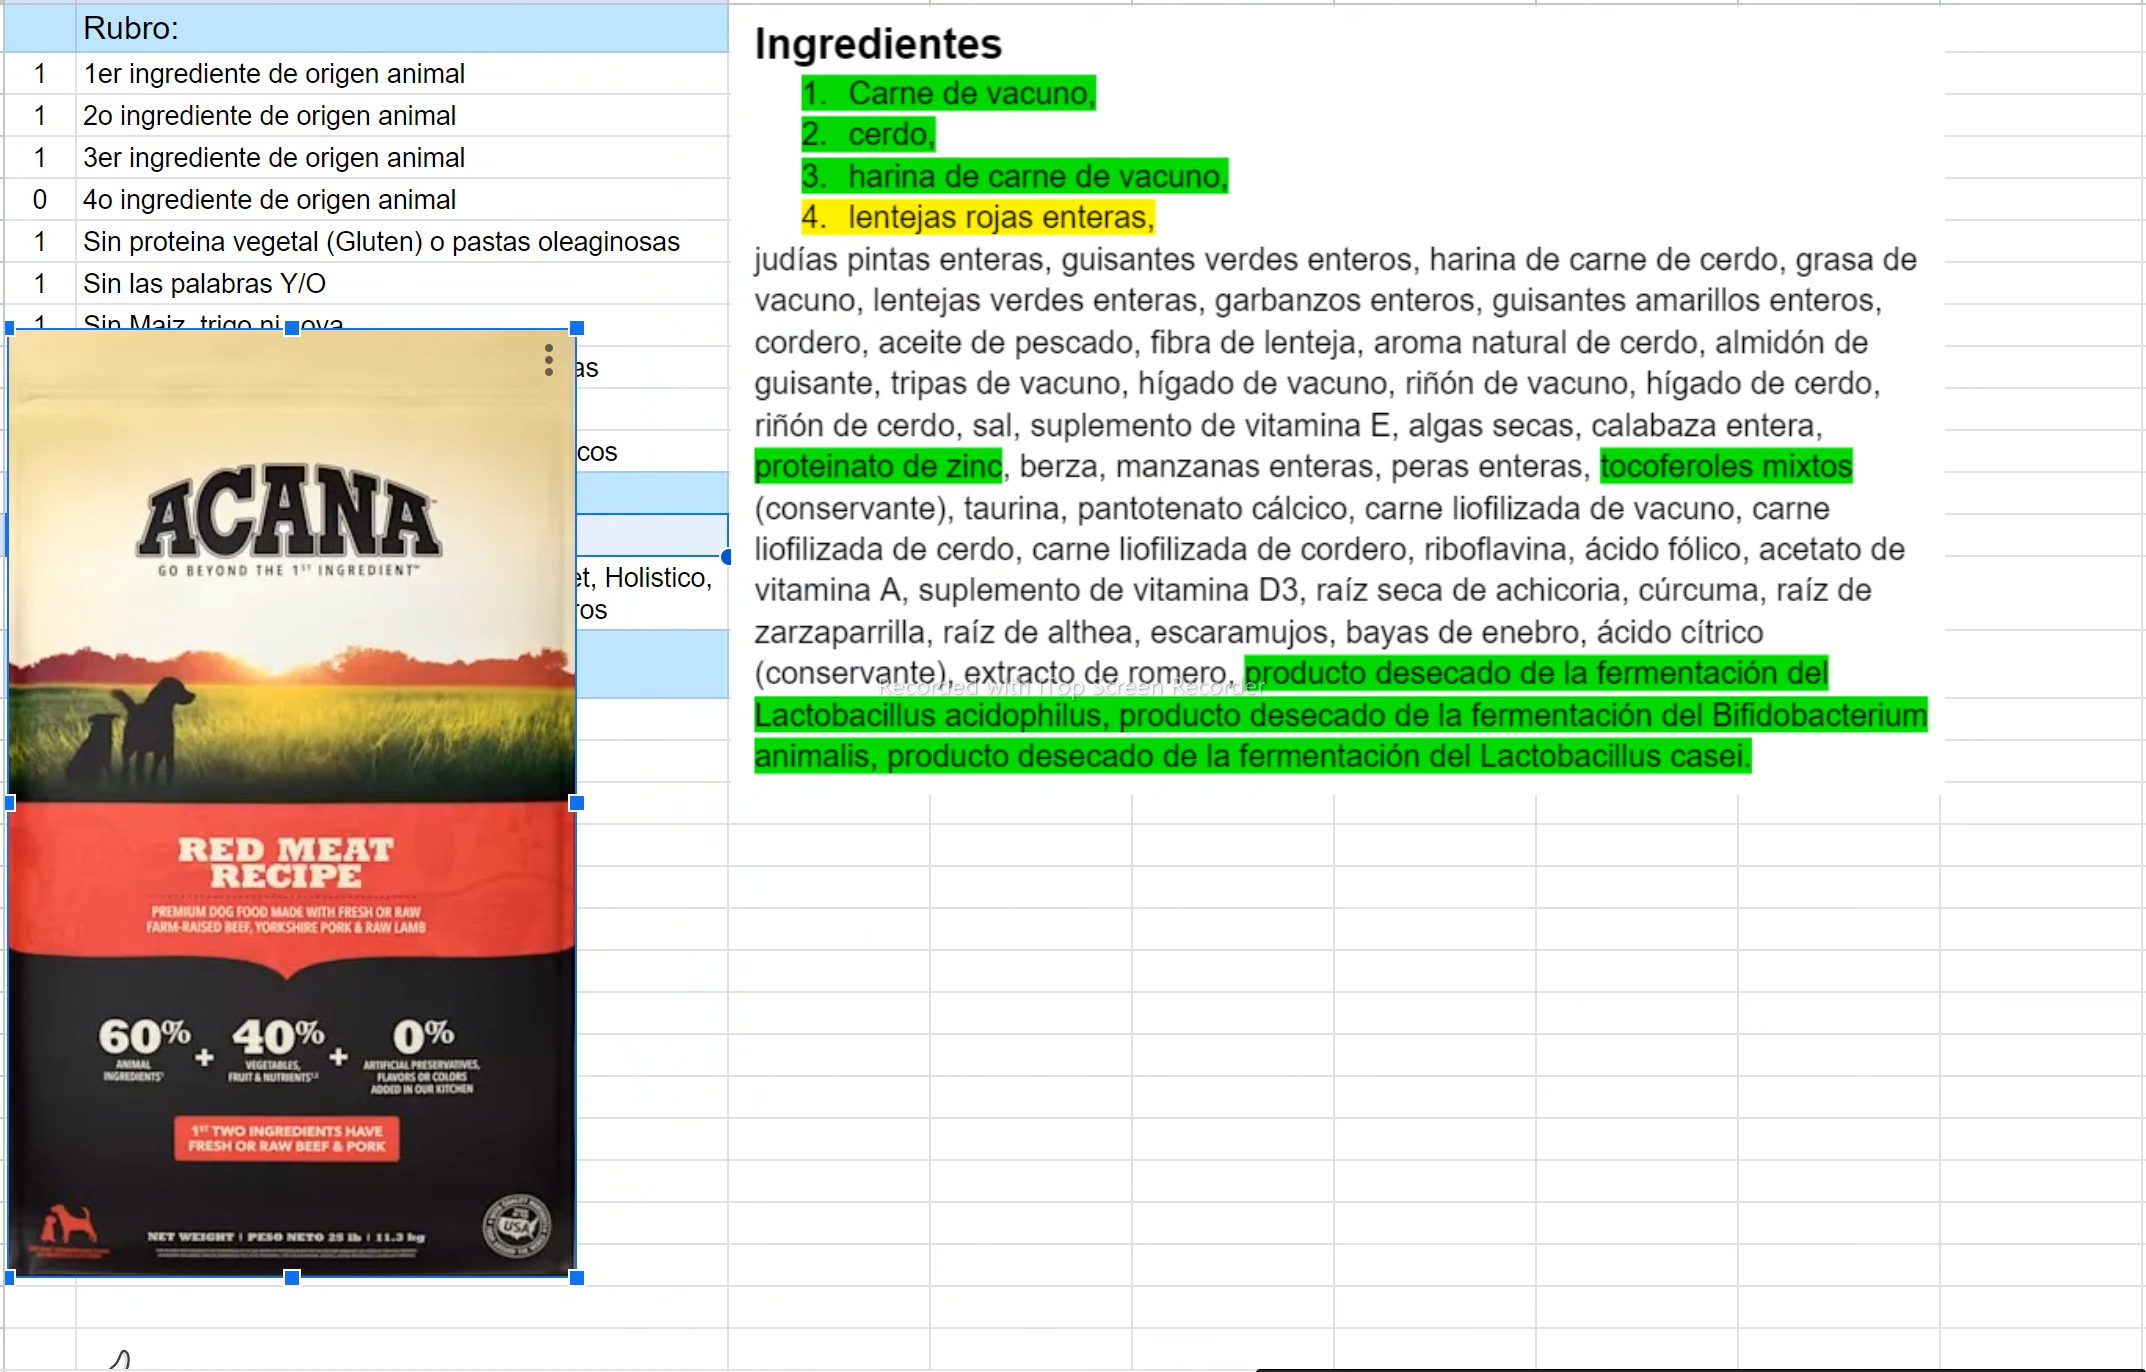 Rubro:
1 1er ingrediente de origen animal
1 2o ingrediente de origen animal
1 3er ingrediente de origen animal
0 4o ingrediente de origen animal
1 Sin proteina vegetal (Gluten) o pastas oleaginosas
1 Sin las palabras Y/O
1 Sin Maiz, trigo ni
as
cos
et, Holistico,
ros
ACANA
GO BEYOND THE 1ST INGREDIENT™
RED MEAT
RECIPE
PREMIUM DOG FOOD MADE WITH FRESH OR RAW
FARM-RAISED BEEF, YORKSHIRE PORK & RAW LAMB
60% + 40% + 0%
ANIMAL
INGREDIENTS
VEGETABLES,
FRUIT & NUTRIENTS
ARTIFICIAL PRESERVATIVES,
FLAVORS OR COLORS
ADDED IN OUR KITCHEN
1ST TWO INGREDIENTS HAVE
FRESH OR RAW BEEF & PORK
USA
NET WEIGHT | PESO NETO 25 lb | 11.3 kg
Ingredientes
1. Carne de vacuno,
2. cerdo,
3. harina de carne de vacuno,
4. lentejas rojas enteras,
judías pintas enteras, guisantes verdes enteros, harina de carne de cerdo, grasa de
vacuno, lentejas verdes enteras, garbanzos enteros, guisantes amarillos enteros,
cordero, aceite de pescado, fibra de lenteja, aroma natural de cerdo, almidón de
guisante, tripas de vacuno, hígado de vacuno, riñón de vacuno, hígado de cerdo,
riñón de cerdo, sal, suplemento de vitamina E, algas secas, calabaza entera,
proteinato de zinc, berza, manzanas enteras, peras enteras, tocoferoles mixtos
(conservante), taurina, pantotenato cálcico, carne liofilizada de vacuno, carne
liofilizada de cerdo, carne liofilizada de cordero, riboflavina, ácido fólico, acetato de
vitamina A, suplemento de vitamina D3, raíz seca de achicoria, cúrcuma, raíz de
zarzaparrilla, raíz de althea, escaramujos, bayas de enebro, ácido cítrico
(conservante), extracto de romero, producto desecado de la fermentación del
Lactobacillus acidophilus, producto desecado de la fermentación del Bifidobacterium
animalis, producto desecado de la fermentación del Lactobacillus casei.
Recorded with iTop Screen Recorder